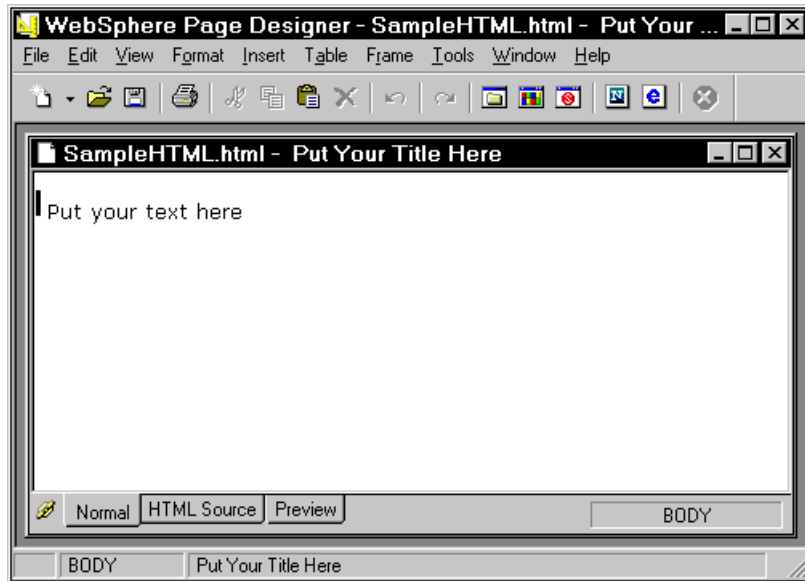 WebSphere Page Designer - SampleHTML.html - Put Your ...
File Edit View Format Insert Table Frame Tools Window Help
SampleHTML.html - Put Your Title Here
Put your text here
Normal HTML Source Preview BODY
BODY Put Your Title Here